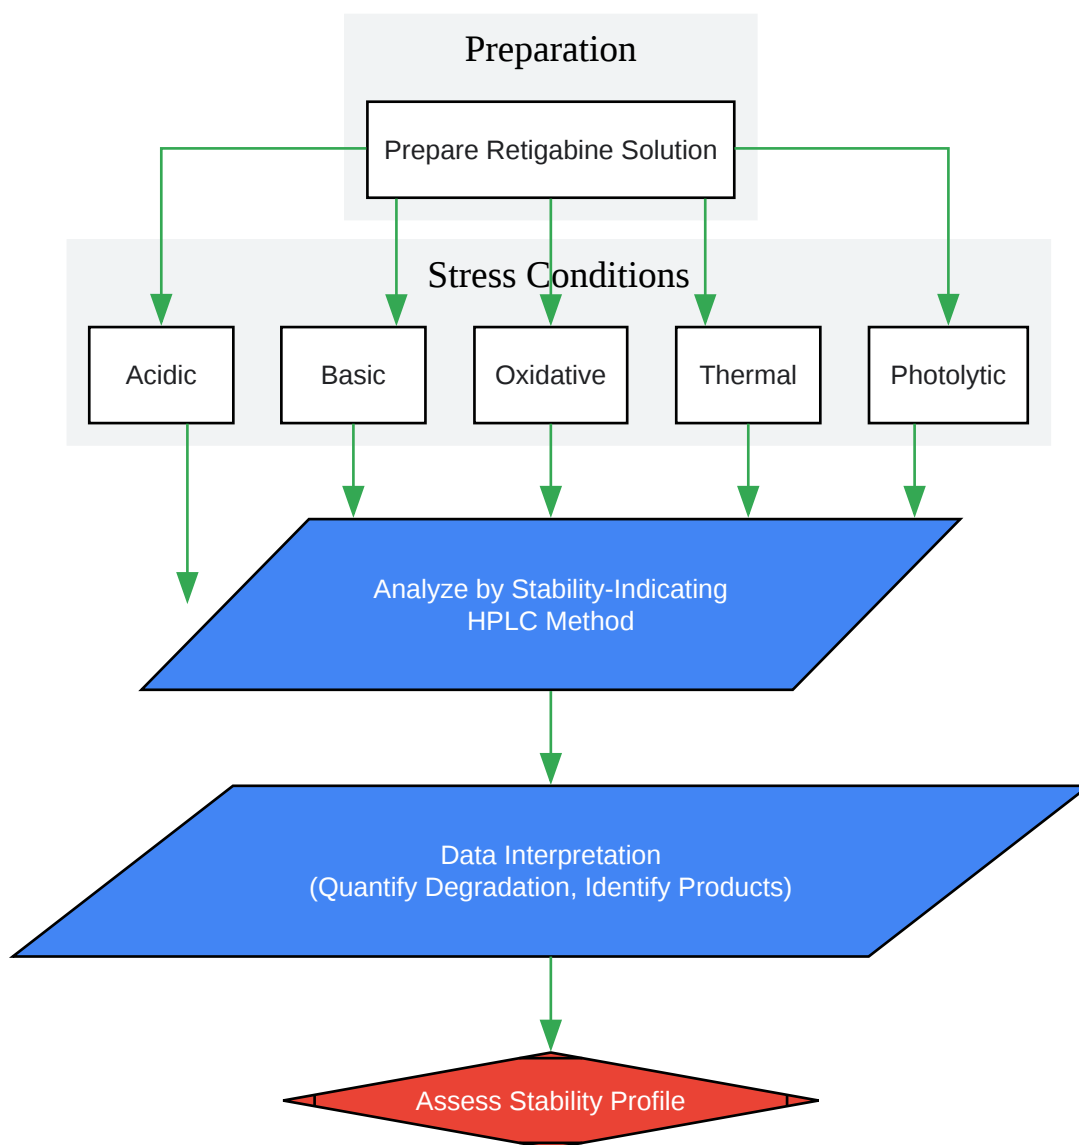 Preparation
Prepare Retigabine Solution
Stress Conditions
Acidic
Basic
Oxidative
Thermal
Photolytic
Analyze by Stability-Indicating
HPLC Method
Data Interpretation
(Quantify Degradation, Identify Products)
Assess Stability Profile